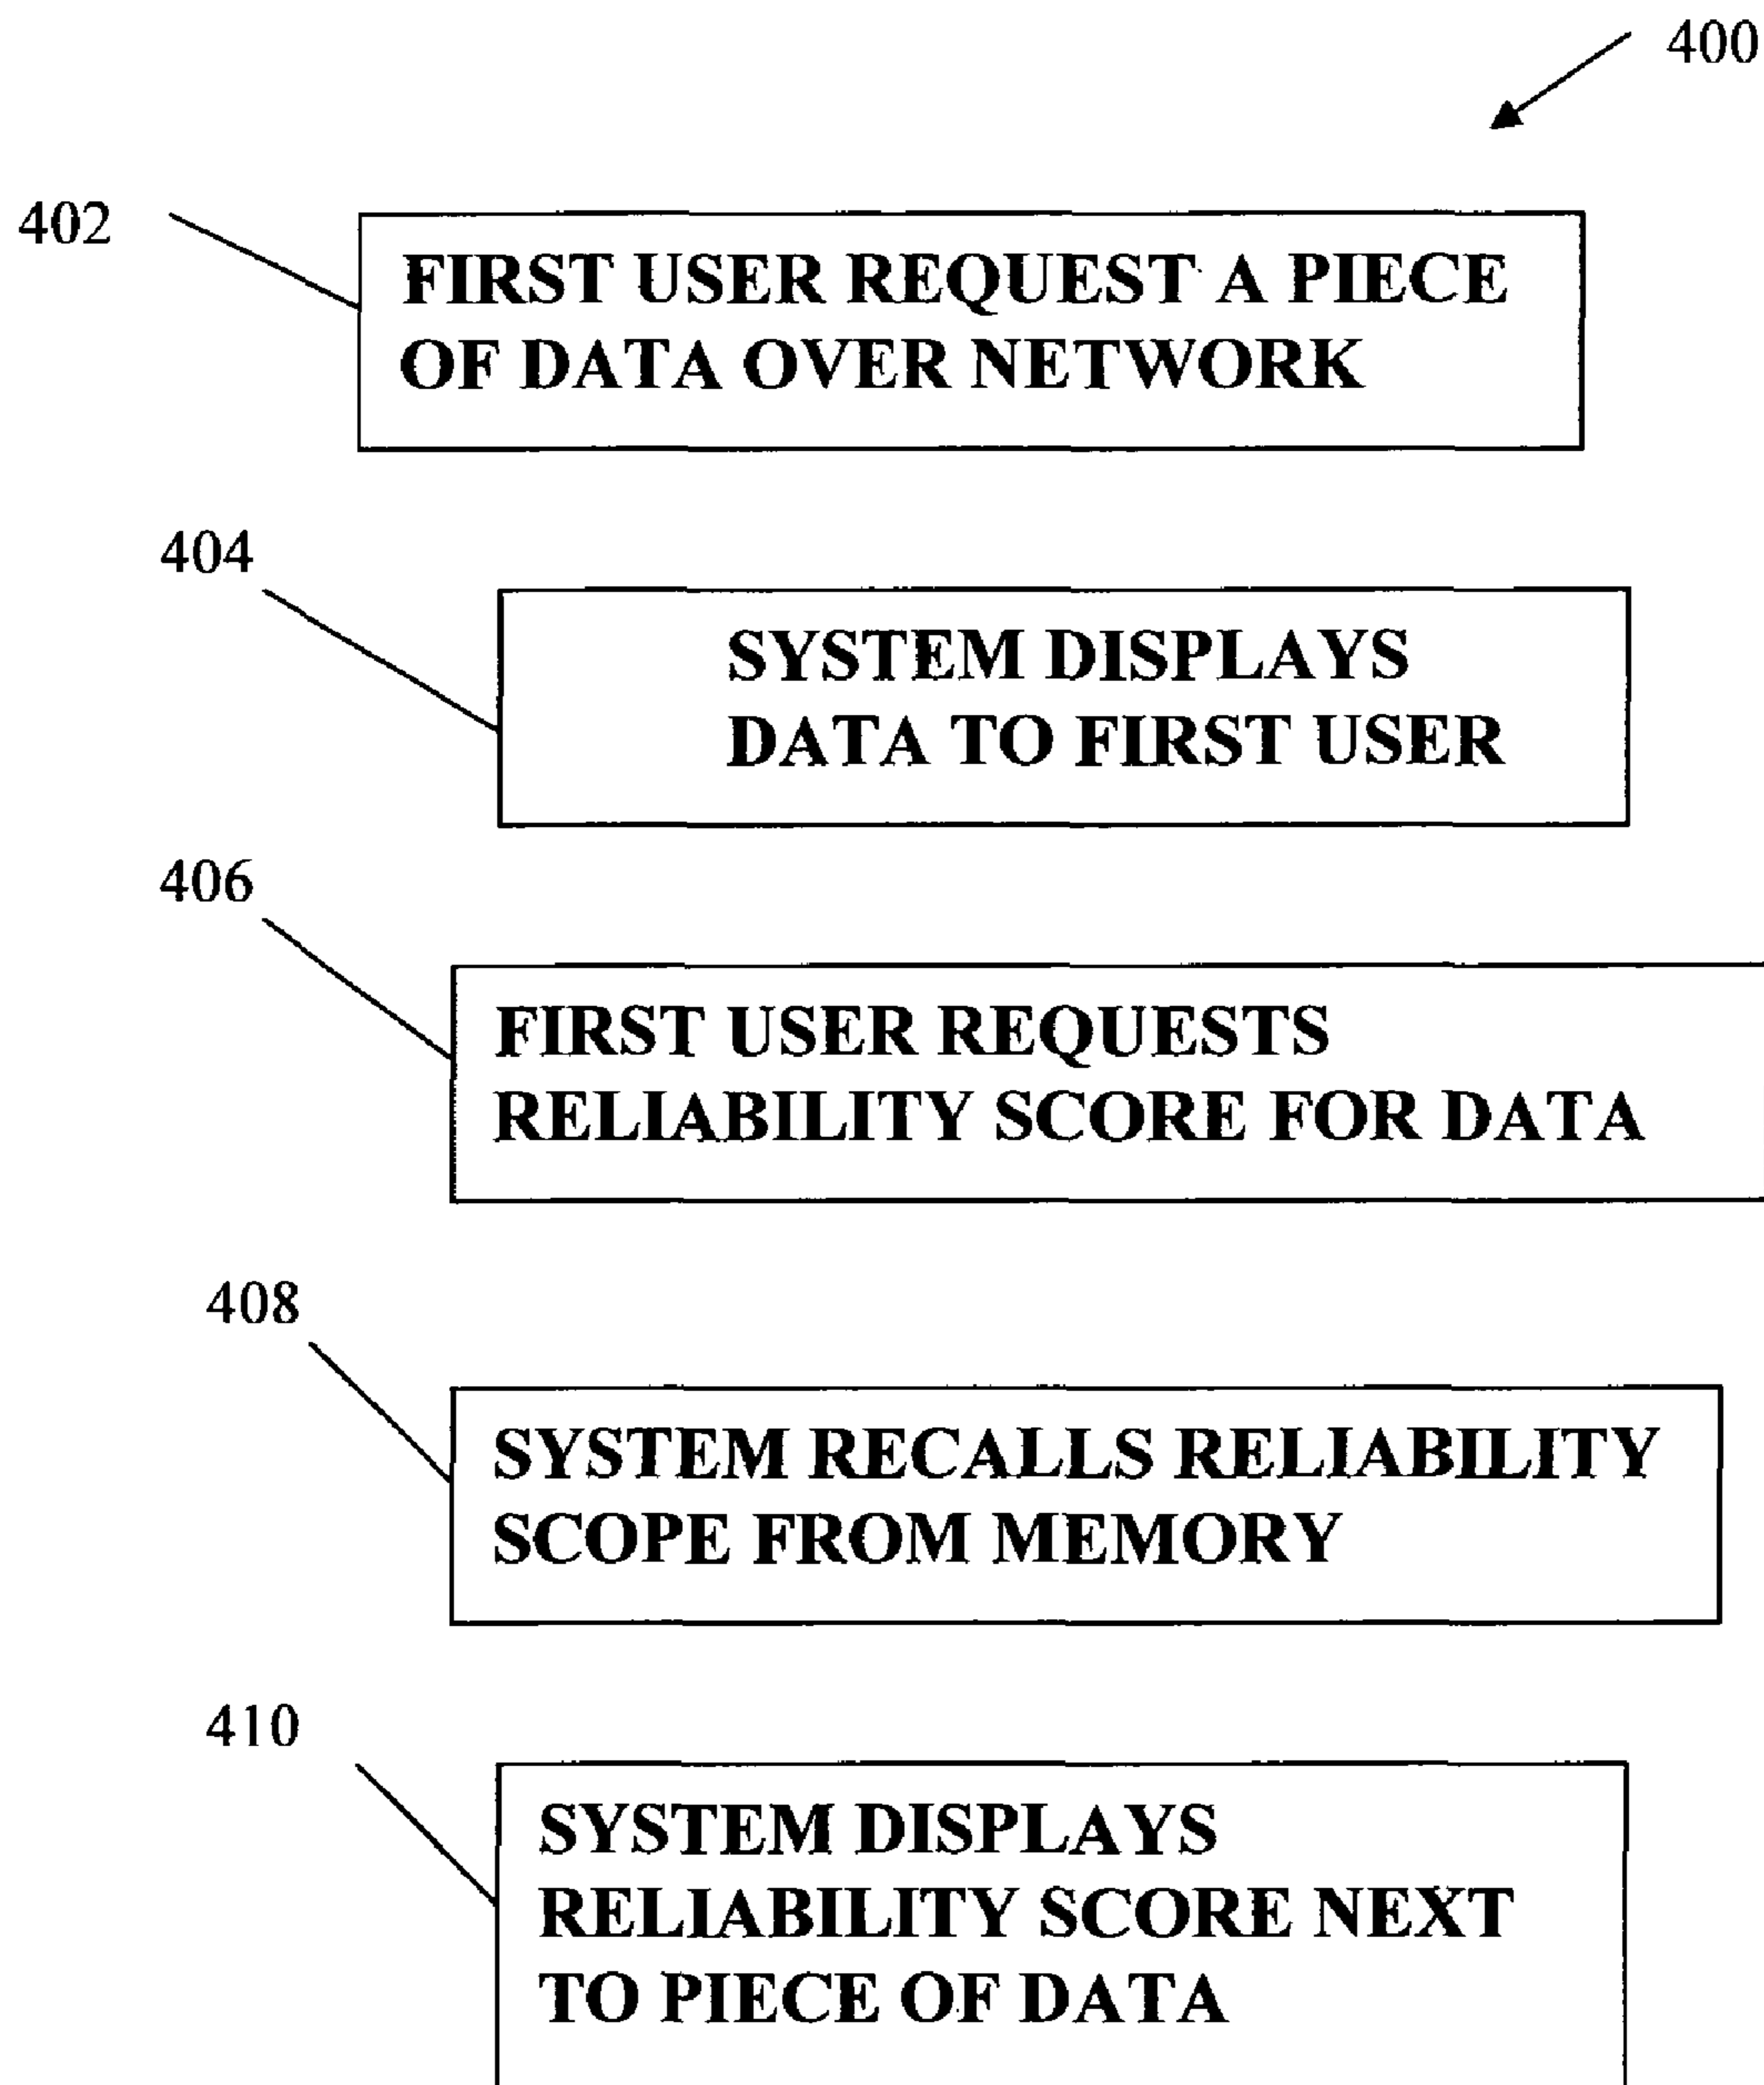 400
402
FIRST USER REQUEST A PIECE
OF DATA OVER NETWORK
404
SYSTEM DISPLAYS
DATA TO FIRST USER
406
FIRST USER REQUESTS
RELIABILITY SCORE FOR DATA
408
SYSTEM RECALLS RELIABILITY
SCOPE FROM MEMORY
410
SYSTEM DISPLAYS
RELIABILITY SCORE NEXT
TO PIECE OF DATA